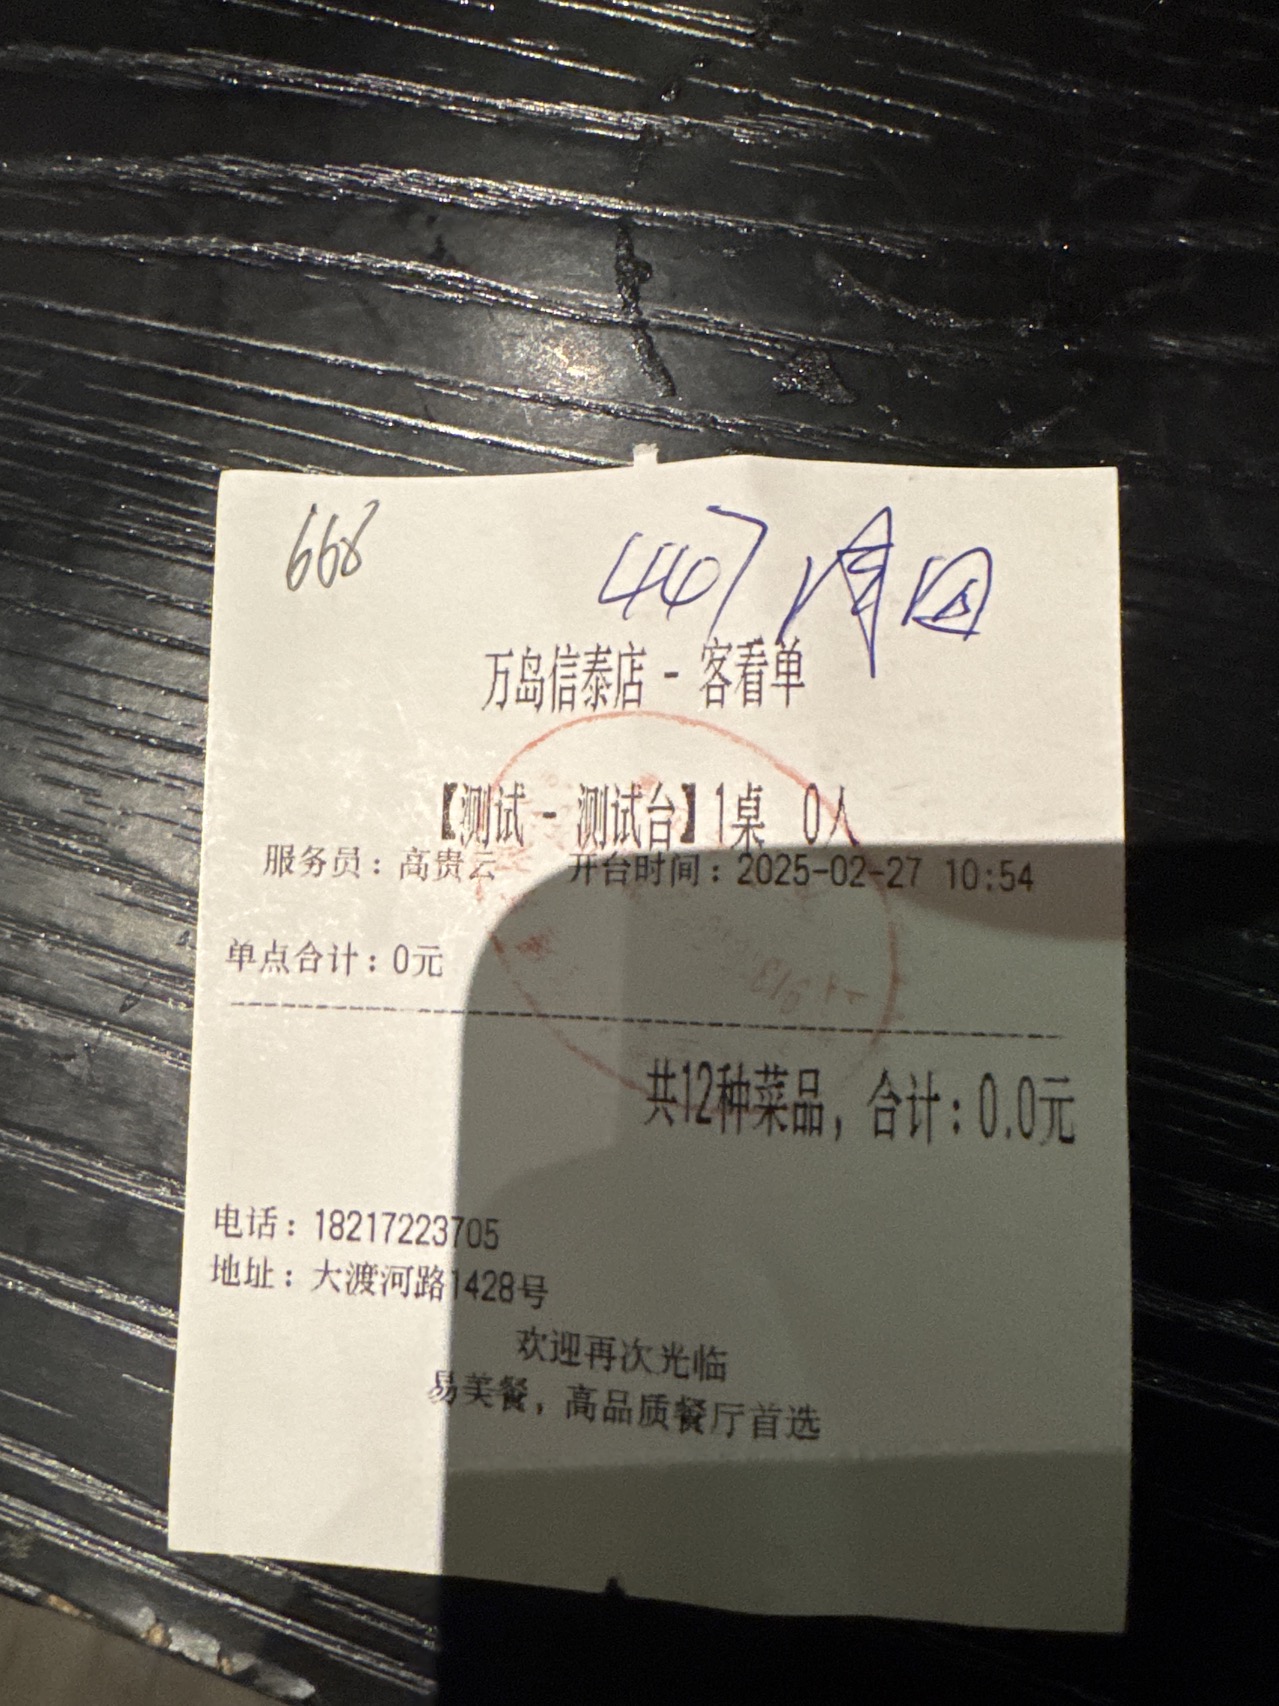 668
447
万岛信泰店 - 客看单
【测试 - 测试台】1桌 0人
服务员：高贵云 开台时间：2025-02-27 10:54
单点合计：0元
共12种菜品，合计：0.0元
电话：18217223705
地址：大渡河路1428号
欢迎再次光临
易美餐，高品质餐厅首选